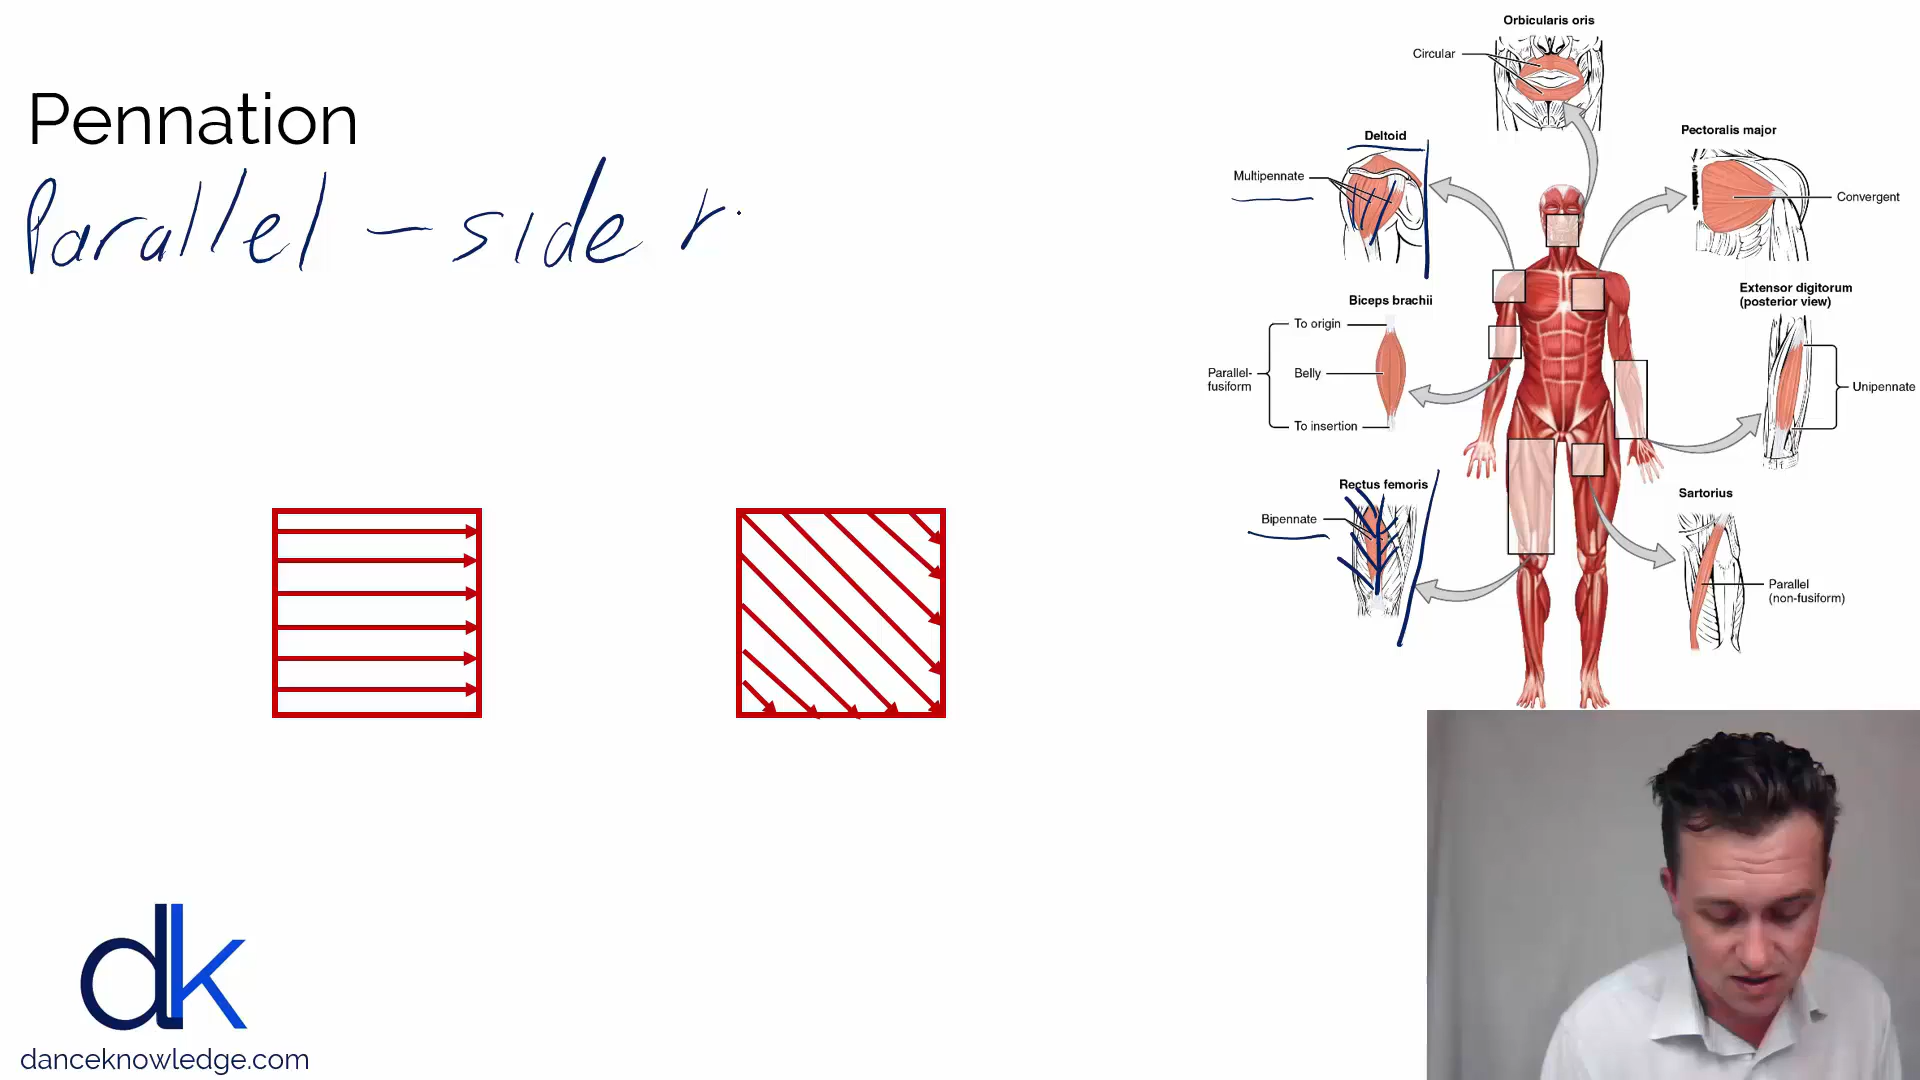 Pennation
Parallel – side r
Orbicularis oris
Circular
Deltoid
Multipennate
Pectoralis major
Convergent
Biceps brachii
To origin
Parallel-
fusiform
Belly
To insertion
Extensor digitorum
(posterior view)
Unipennate
Rectus femoris
Bipennate
Sartorius
Parallel
(non-fusiform)
dk
danceknowledge.com